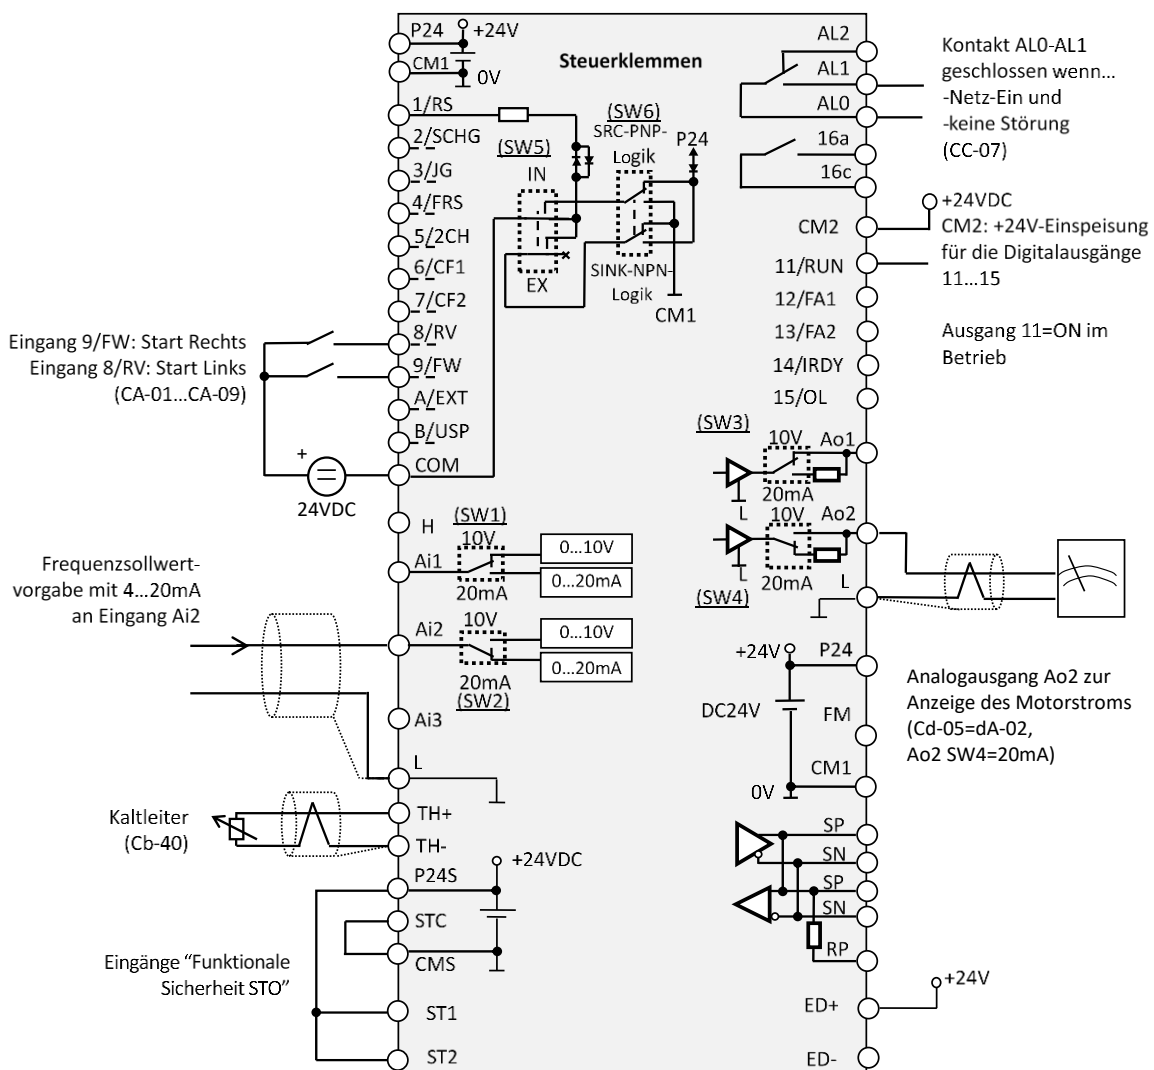 Steuerklemmen
P24
+24V
CM1
0V
1/RS
2/SCHG
3/JG
4/FRS
5/2CH
6/CF1
7/CF2
8/RV
9/FW
A/EXT
B/USP
COM
(SW5)
IN
EX
(SW6)
SRC-PNP-
Logik
P24
SINK-NPN-
Logik
CM1
Eingang 9/FW: Start Rechts
Eingang 8/RV: Start Links
(CA-01...CA-09)
+
24VDC
H
(SW1)
10V
Ai1
20mA
0...10V
0...20mA
Frequenzsollwert-
vorgabe mit 4...20mA
an Eingang Ai2
10V
Ai2
20mA
(SW2)
0...10V
0...20mA
Ai3
L
Kaltleiter
(Cb-40)
TH+
TH-
+24VDC
P24S
STC
CMS
Eingänge “Funktionale
Sicherheit STO”
ST1
ST2
AL2
AL1
AL0
16a
16c
Kontakt AL0-AL1
geschlossen wenn...
-Netz-Ein und
-keine Störung
(CC-07)
CM2
+24VDC
CM2: +24V-Einspeisung
für die Digitalausgänge
11...15
11/RUN
12/FA1
13/FA2
14/IRDY
15/OL
Ausgang 11=ON im
Betrieb
(SW3)
10V
Ao1
20mA
L
10V
Ao2
20mA
L
(SW4)
L
+24V
P24
DC24V
FM
CM1
0V
Analogausgang Ao2 zur
Anzeige des Motorstroms
(Cd-05=dA-02,
Ao2 SW4=20mA)
SP
SN
SP
SN
RP
+24V
ED+
ED-